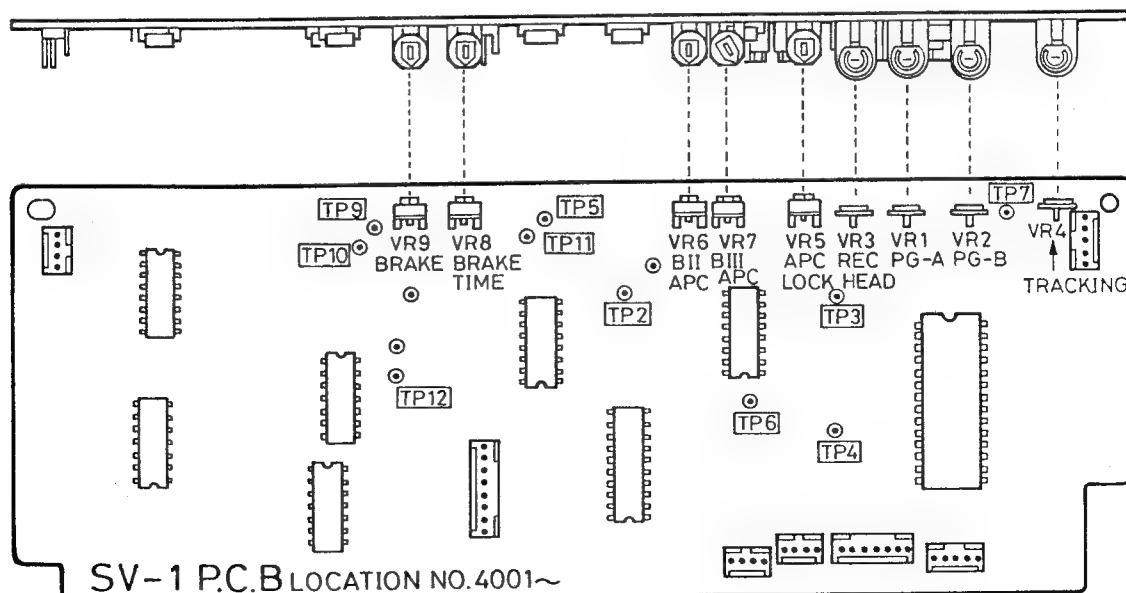 TP9
TP10
VR9
BRAKE
VR8
BRAKE
TIME
TP5
TP11
TP2
VR6
BII
APC
VR7
BIII
APC
VR5
APC
LOCK
VR3
REC
HEAD
VR1
PG-A
VR2
PG-B
TP7
VR4
TRACKING
TP3
TP12
TP6
TP4
SV-1 P.C.B LOCATION NO.4001~